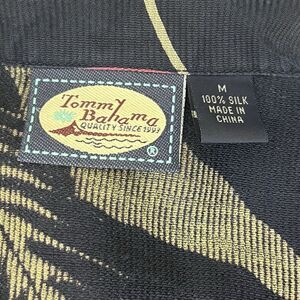 Tommy
Bahama
QUALITY SINCE 1993
®
M
100% SILK
MADE IN
CHINA